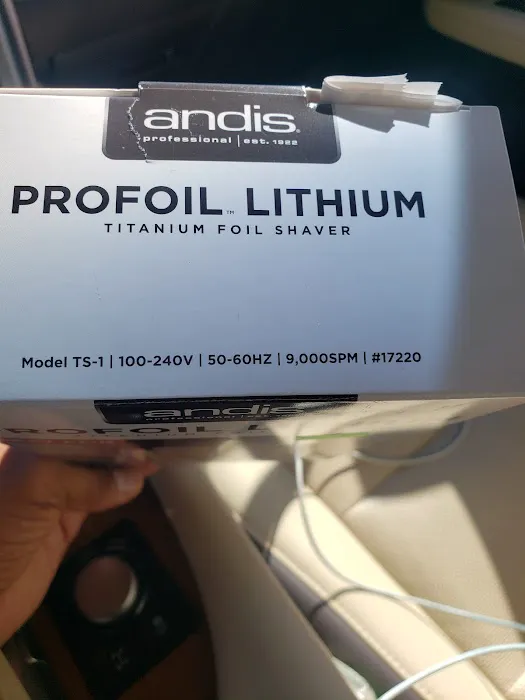 andis
professional | est. 1922
PROFOIL™ LITHIUM
TITANIUM FOIL SHAVER
Model TS-1 | 100-240V | 50-60HZ | 9,000SPM | #17220
andis
PROFOIL L